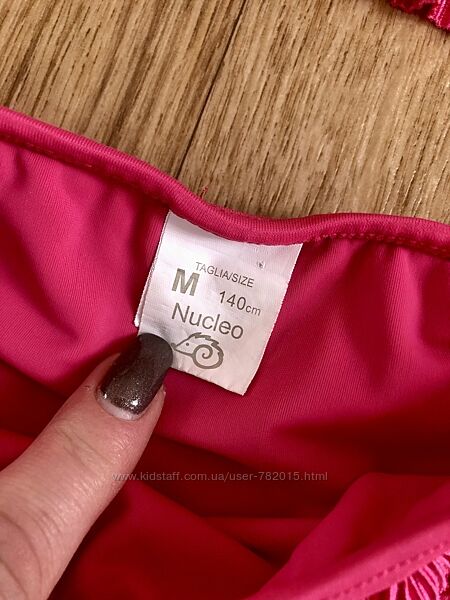 TAGLIA/SIZE
M 140cm
Nucleo
www.kidstaff.com.ua/user-782015.html